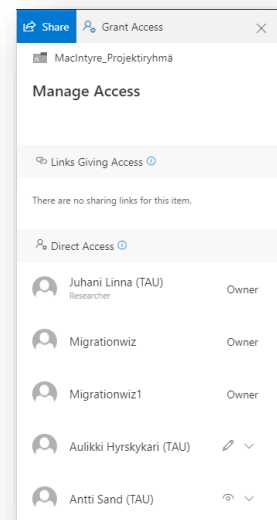 Share Grant Access
MacIntyre_Projektiryhmä
Manage Access
Links Giving Access
There are no sharing links for this item.
Direct Access
Juhani Linna (TAU) Owner
Researcher
Migrationwiz Owner
Migrationwiz1 Owner
Aulikki Hyrskykari (TAU)
Antti Sand (TAU)